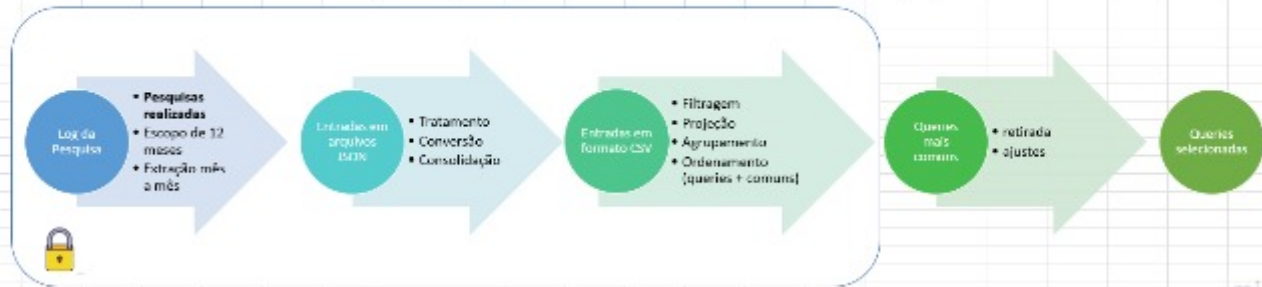 Log da
Pesquisa
• Pesquisas
realizadas
• Escopo de 12
meses
• Extração mês
a mês
Entradas em
arquivos
JSON
• Tratamento
• Conversão
• Consolidação
Entradas em
formato CSV
• Filtragem
• Projeção
• Agrupamento
• Ordenamento
(queries + comuns)
Queries
mais
comuns
• retirada
• ajustes
Queries
selecionadas